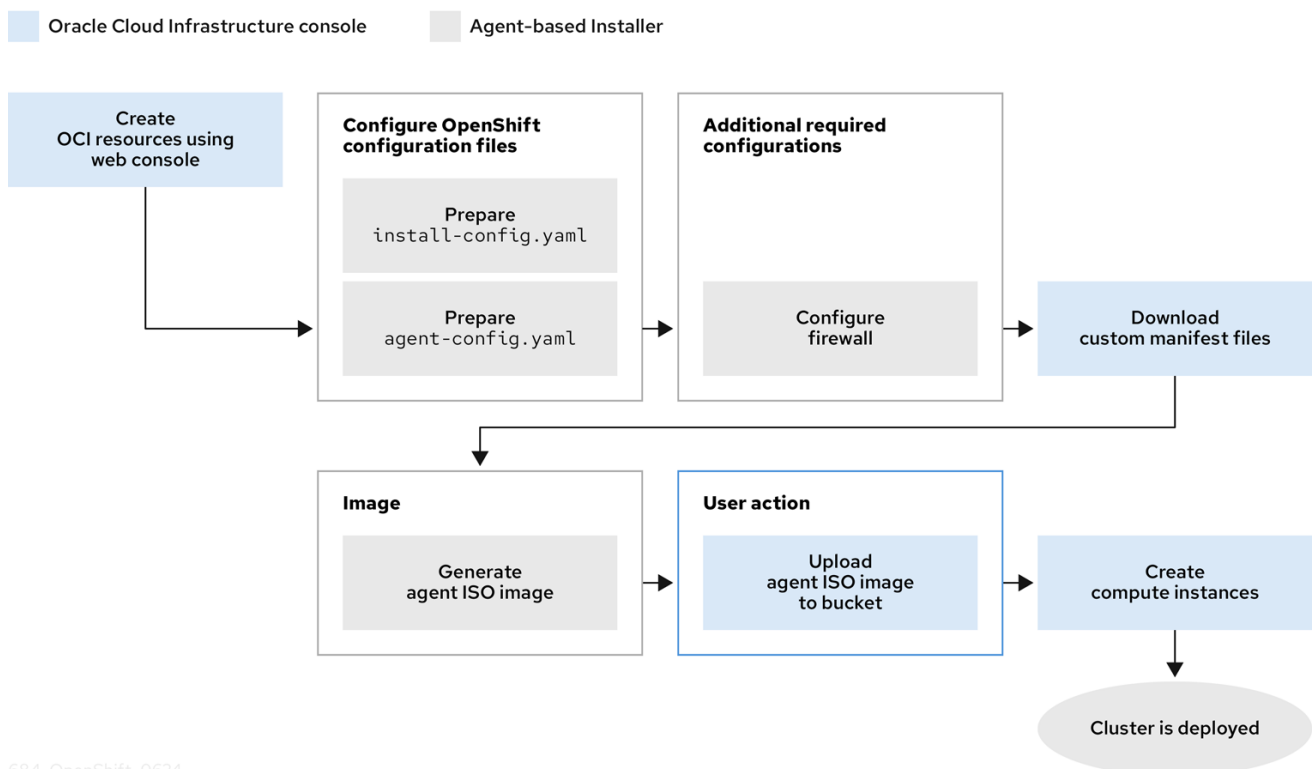 Oracle Cloud Infrastructure console
Agent-based Installer
Create
OCI resources using
web console
Configure OpenShift
configuration files
Prepare
install-config.yaml
Prepare
agent-config.yaml
Additional required
configurations
Configure
firewall
Download
custom manifest files
Image
Generate
agent ISO image
User action
Upload
agent ISO image
to bucket
Create
compute instances
Cluster is deployed